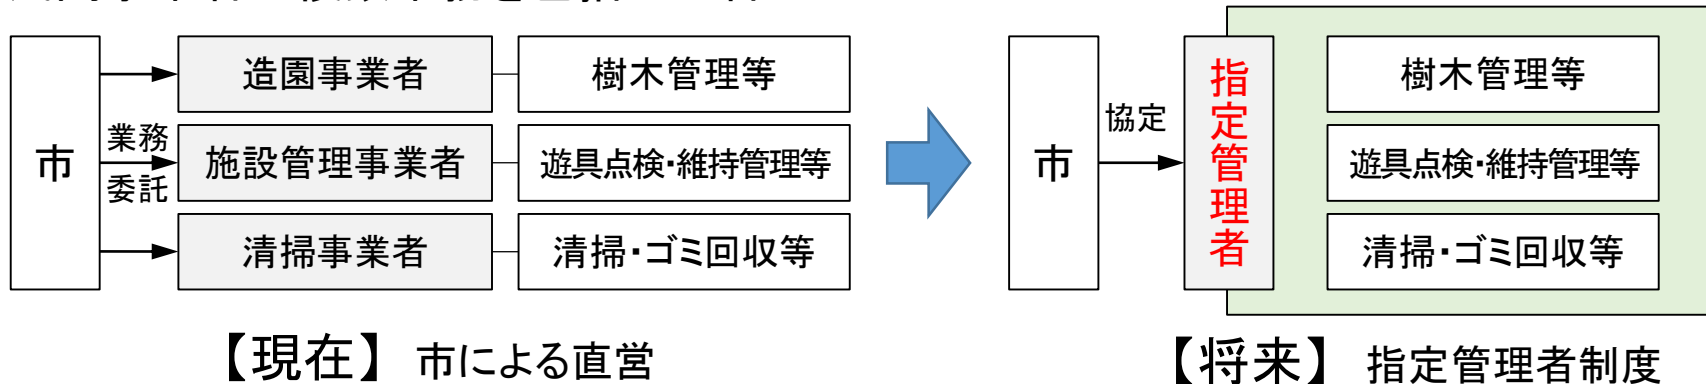 市
業務
委託
造園事業者
樹木管理等
施設管理事業者
遊具点検・維持管理等
清掃事業者
清掃・ゴミ回収等
【現在】 市による直営
市
協定
指定管理者
樹木管理等
遊具点検・維持管理等
清掃・ゴミ回収等
【将来】 指定管理者制度